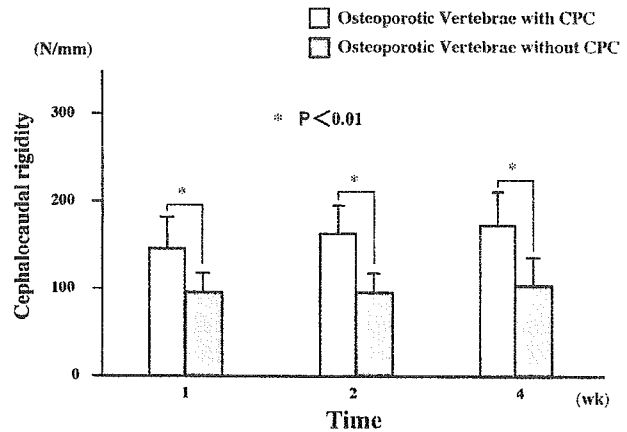 Osteoporotic Vertebrae with CPC
Osteoporotic Vertebrae without CPC
(N/mm)
Cephalocaudal rigidity
300
200
100
0
* P<0.01
*
*
*
1
2
4
(wk)
Time